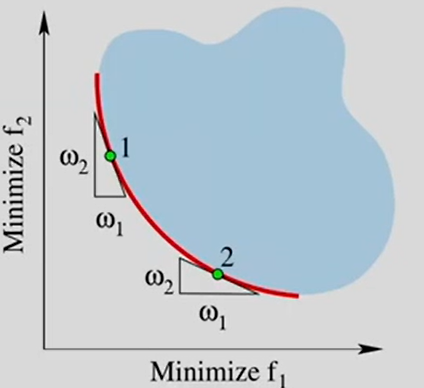 Minimize f₂
1
ω₂
ω₁
2
ω₂
ω₁
Minimize f₁